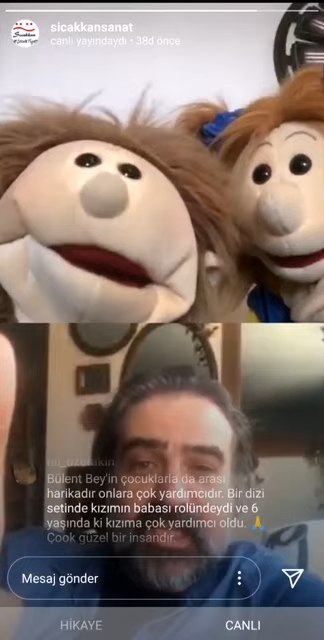 sicakkansanat
canlı yayındaydı • 38d önce
Bülent Bey'in çocuklarla da arası
harikadır onlara çok yardımcıdır. Bir dizi
setinde kızımın babası rolündeydi ve 6
yaşında ki kızıma çok yardımcı oldu. 🙏
Çook güzel bir insandır.
Mesaj gönder
HİKAYE
CANLI